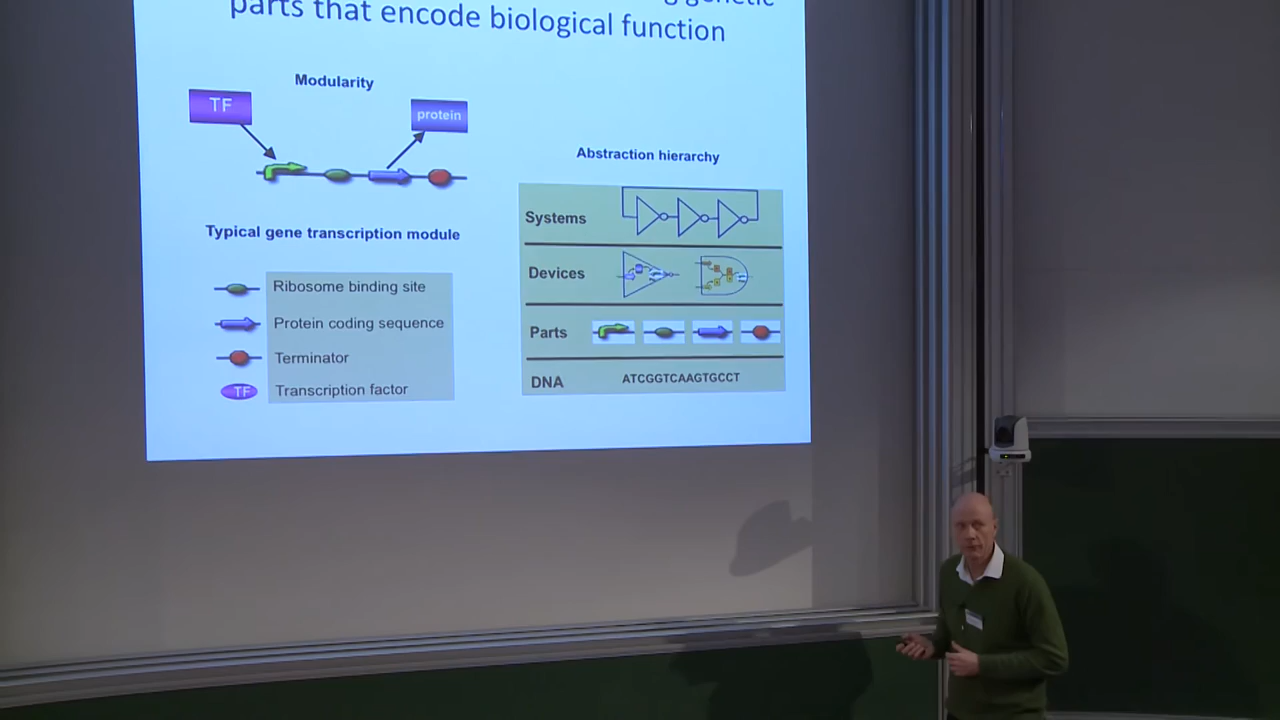 genetic
parts that encode biological function
Modularity
TF
protein
Typical gene transcription module
Ribosome binding site
Protein coding sequence
Terminator
TF
Transcription factor
Abstraction hierarchy
Systems
Devices
Parts
DNA
ATCGGTCAAGTGCCT